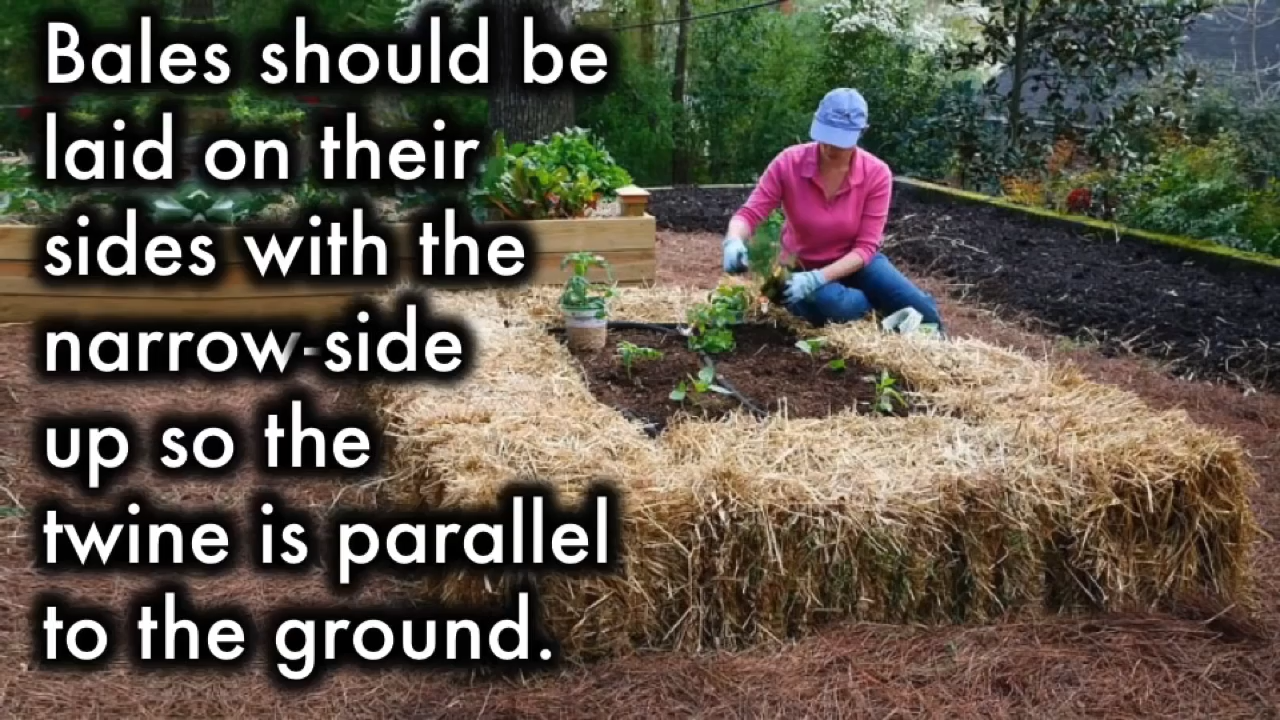 Bales should be
laid on their
sides with the
narrow-side
up so the
twine is parallel
to the ground.